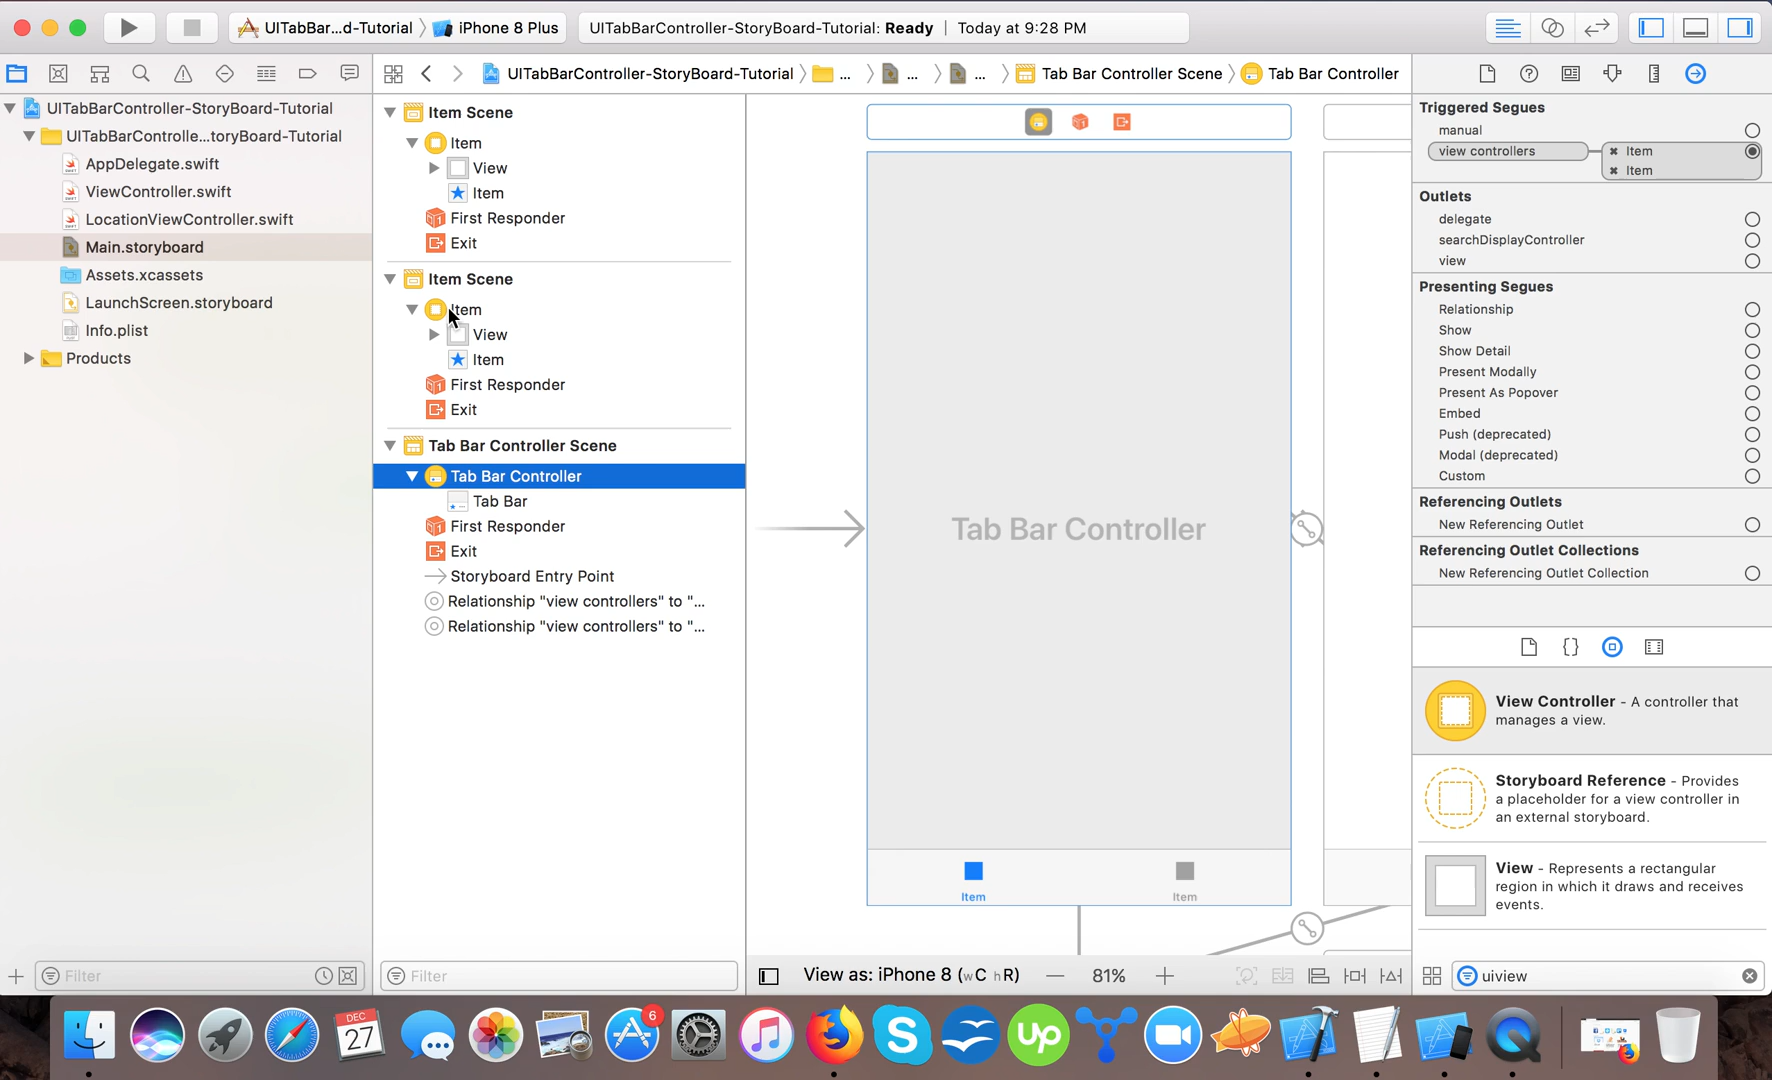 UITabBar...d-Tutorial
iPhone 8 Plus
UITabBarController-StoryBoard-Tutorial: Ready
Today at 9:28 PM
UITabBarController-StoryBoard-Tutorial
...
...
...
Tab Bar Controller Scene
Tab Bar Controller
UITabBarController-StoryBoard-Tutorial
UITabBarControlle...toryBoard-Tutorial
AppDelegate.swift
ViewController.swift
LocationViewController.swift
Main.storyboard
Assets.xcassets
LaunchScreen.storyboard
Info.plist
Products
Filter
Item Scene
Item
View
Item
First Responder
Exit
Item Scene
Item
View
Item
First Responder
Exit
Tab Bar Controller Scene
Tab Bar Controller
Tab Bar
First Responder
Exit
Storyboard Entry Point
Relationship "view controllers" to "...
Relationship "view controllers" to "...
Filter
Tab Bar Controller
Item
Item
View as: iPhone 8 (wC hR)
81%
Triggered Segues
manual
view controllers
Item
Item
Outlets
delegate
searchDisplayController
view
Presenting Segues
Relationship
Show
Show Detail
Present Modally
Present As Popover
Embed
Push (deprecated)
Modal (deprecated)
Custom
Referencing Outlets
New Referencing Outlet
Referencing Outlet Collections
New Referencing Outlet Collection
View Controller - A controller that
manages a view.
Storyboard Reference - Provides
a placeholder for a view controller in
an external storyboard.
View - Represents a rectangular
region in which it draws and receives
events.
uiview
DEC
27
6
Up